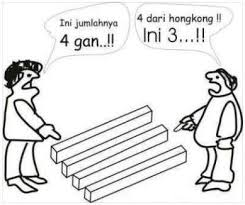 Ini jumlahnya
4 gan..!!
4 dari hongkong !!
Ini 3...!!